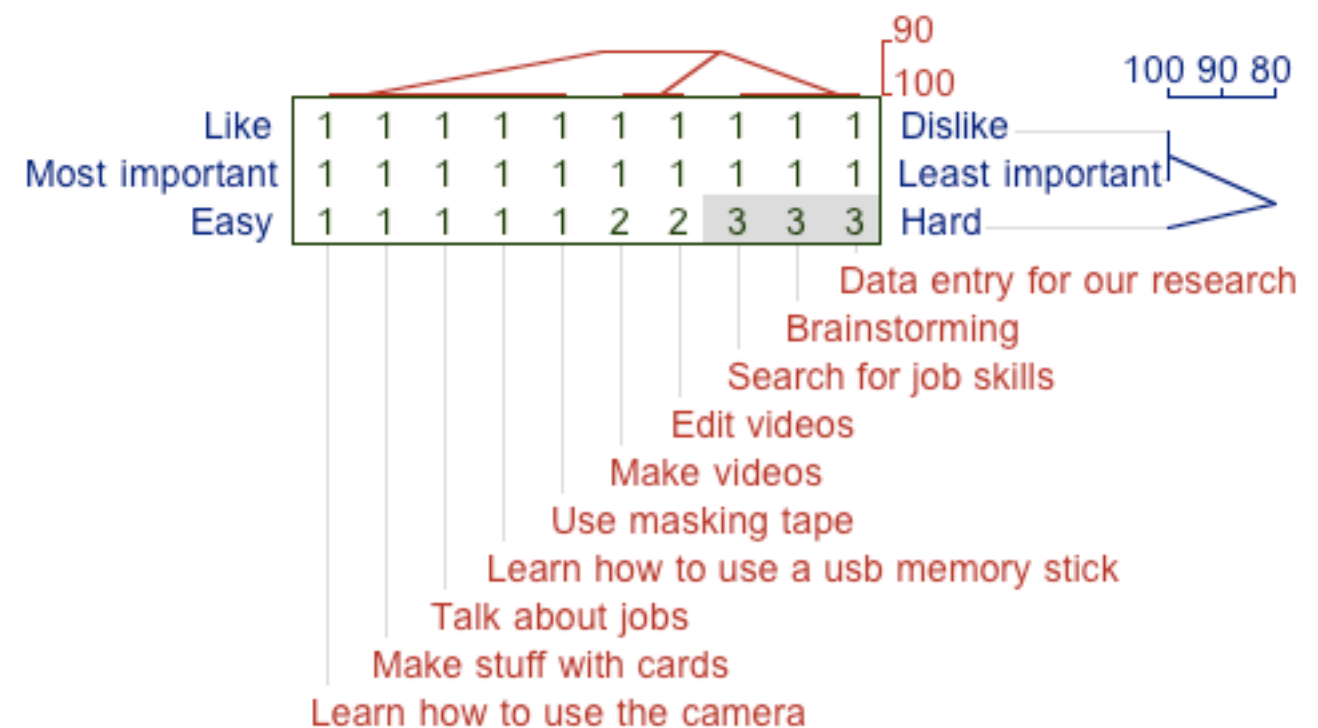 90
100 90 80
100
Like 1 1 1 1 1 1 1 1 1 1 Dislike
Most important 1 1 1 1 1 1 1 1 1 1 Least important
Easy 1 1 1 1 1 2 2 3 3 3 Hard
Data entry for our research
Brainstorming
Search for job skills
Edit videos
Make videos
Use masking tape
Learn how to use a usb memory stick
Talk about jobs
Make stuff with cards
Learn how to use the camera